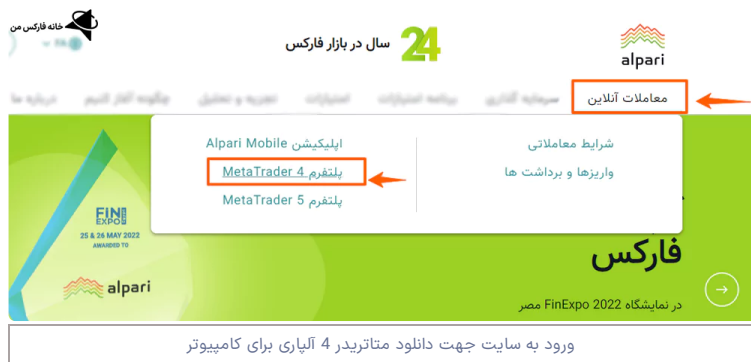 خانه فارکس من
24 سال در بازار فارکس
alpari
معاملات آنلاین
سرمایه گذاری
برنامه امتیازات
امتیازات
تجزیه و تحلیل
چگونه آغاز کنیم
درباره ما
شرایط معاملاتی
واریزها و برداشت ها
اپلیکیشن Alpari Mobile
پلتفرم MetaTrader 4
پلتفرم MetaTrader 5
FIN
EXPO
25 & 26 MAY 2022
AWARDED TO
alpari
فارکس
در نمایشگاه FinExpo 2022 مصر
ورود به سایت جهت دانلود متاتریدر 4 آلپاری برای کامپیوتر